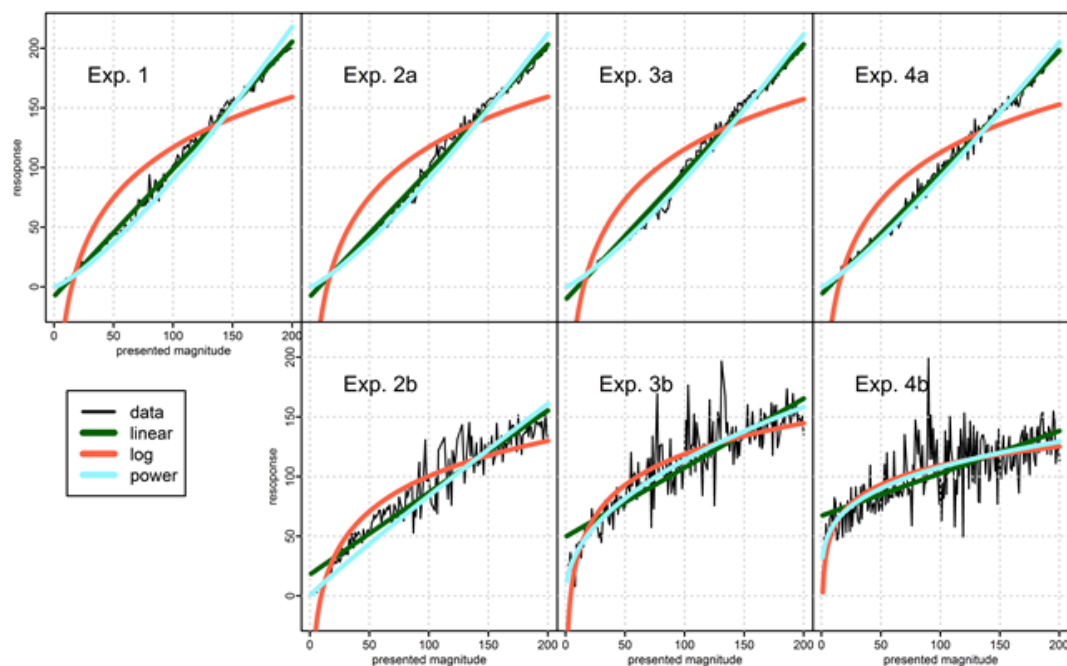 Exp. 1
Exp. 2a
Exp. 3a
Exp. 4a
200
150
100
50
0
resoponse
0 50 100 150 200
presented magnitude
Exp. 2b
Exp. 3b
Exp. 4b
data
linear
log
power
200
150
100
50
0
resoponse
0 50 100 150 200
presented magnitude
0 50 100 150 200
presented magnitude
0 50 100 150 200
presented magnitude